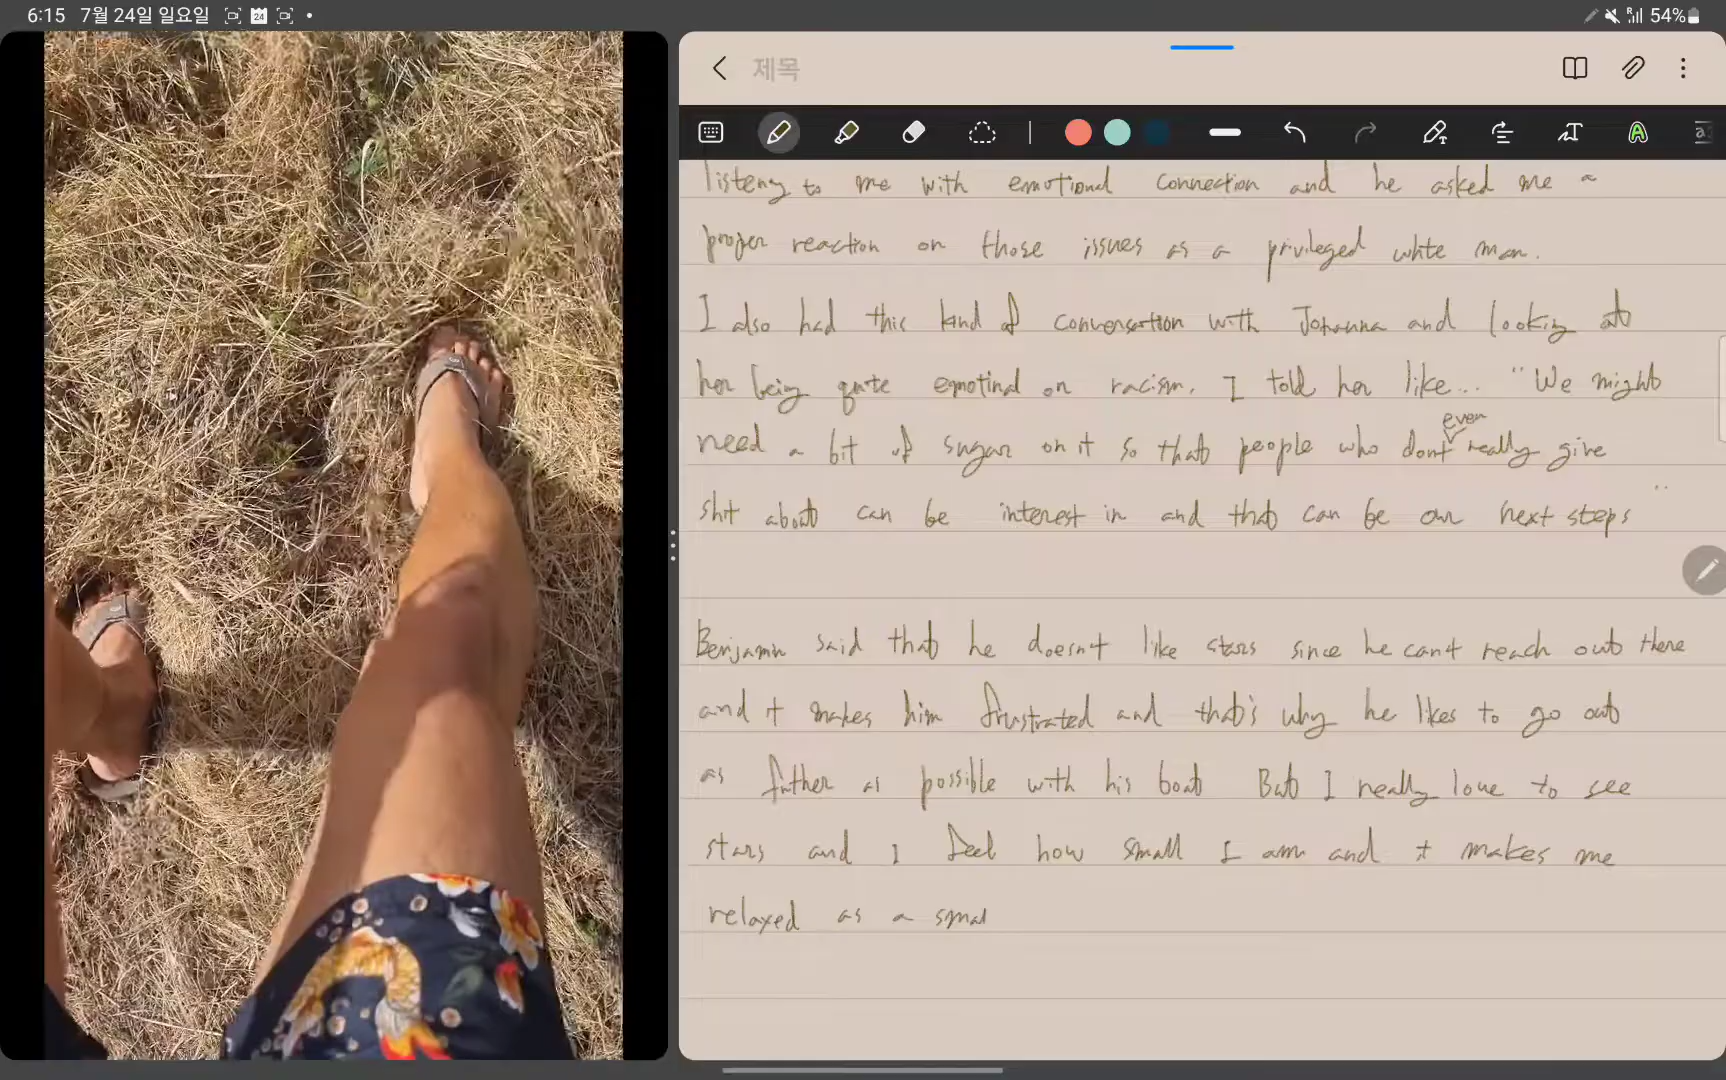 6:15 7월 24일 일요일
54%
제목
listeny to me with emotional connection and he asked me a
proper reaction on those issues as a privileged white man.
I also had this kind of conversation with Johanna and looking at
her being quite emotinal on racism. I told her like... "We might
need a bit of sugar on it so that people who don't even really give
shit about can be interest in and that can be our next steps"
Benjamin said that he doesn't like stars since he can't reach out there
and it makes him frustrated and that's why he likes to go out
as father as possible with his boat But I really love to see
stars and I feel how small I am and it makes me
relaxed as a smal